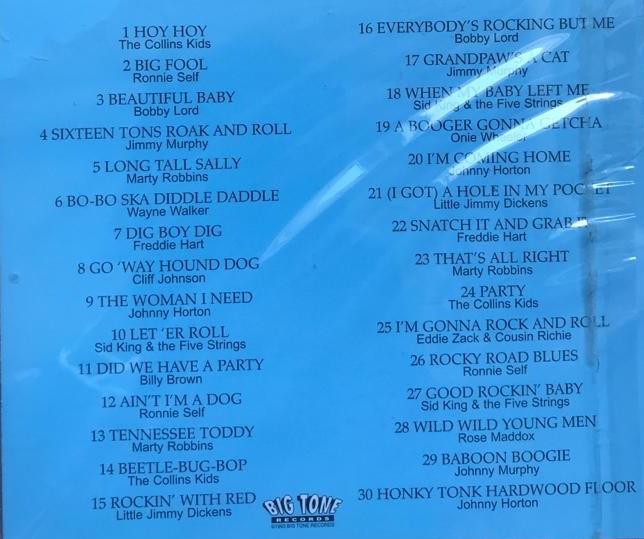 1 HOY HOY
The Collins Kids
2 BIG FOOL
Ronnie Self
3 BEAUTIFUL BABY
Bobby Lord
4 SIXTEEN TONS ROAK AND ROLL
Jimmy Murphy
5 LONG TALL SALLY
Marty Robbins
6 BO-BO SKA DIDDLE DADDLE
Wayne Walker
7 DIG BOY DIG
Freddie Hart
8 GO 'WAY HOUND DOG
Cliff Johnson
9 THE WOMAN I NEED
Johnny Horton
10 LET 'ER ROLL
Sid King & the Five Strings
11 DID WE HAVE A PARTY
Billy Brown
12 AIN'T I'M A DOG
Ronnie Self
13 TENNESSEE TODDY
Marty Robbins
14 BEETLE-BUG-BOP
The Collins Kids
15 ROCKIN' WITH RED
Little Jimmy Dickens
16 EVERYBODY'S ROCKING BUT ME
Bobby Lord
17 GRANDPAW'S A CAT
Jimmy Murphy
18 WHEN MY BABY LEFT ME
Sid King & the Five Strings
19 A BOOGER GONNA GETCHA
Onie Wheeler
20 I'M COMING HOME
Johnny Horton
21 (I GOT) A HOLE IN MY POCKET
Little Jimmy Dickens
22 SNATCH IT AND GRAB IT
Freddie Hart
23 THAT'S ALL RIGHT
Marty Robbins
24 PARTY
The Collins Kids
25 I'M GONNA ROCK AND ROLL
Eddie Zack & Cousin Richie
26 ROCKY ROAD BLUES
Ronnie Self
27 GOOD ROCKIN' BABY
Sid King & the Five Strings
28 WILD WILD YOUNG MEN
Rose Maddox
29 BABOON BOOGIE
Johnny Murphy
30 HONKY TONK HARDWOOD FLOOR
Johnny Horton
BIG TONE
RECORDS
BIG TONE RECORDS